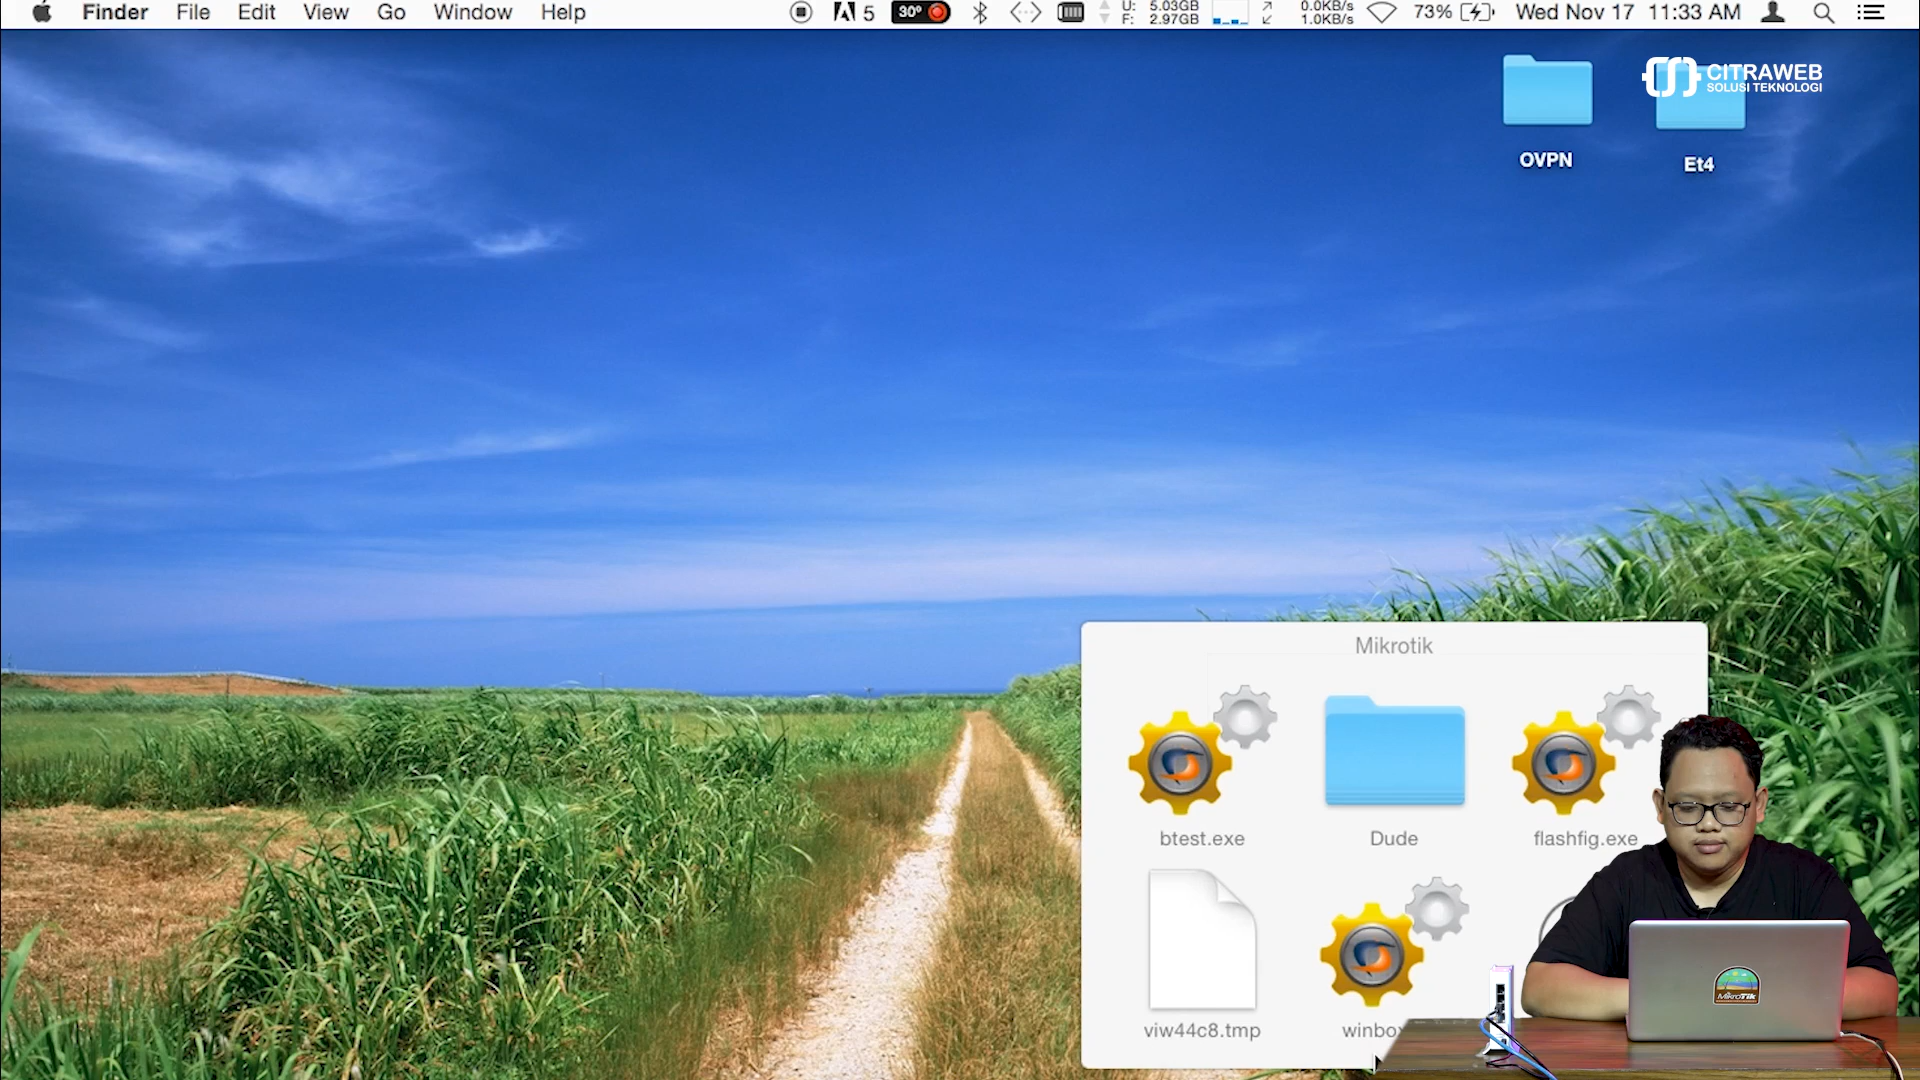 Finder File Edit View Go Window Help 5 30° U: 5.03GB F: 2.97GB 0.0KB/s 1.0KB/s 73% Wed Nov 17 11:33 AM
CITRAWEB
SOLUSI TEKNOLOGI
OVPN
Et4
Mikrotik
btest.exe
Dude
flashfig.exe
viw44c8.tmp
winbox
MikroTik